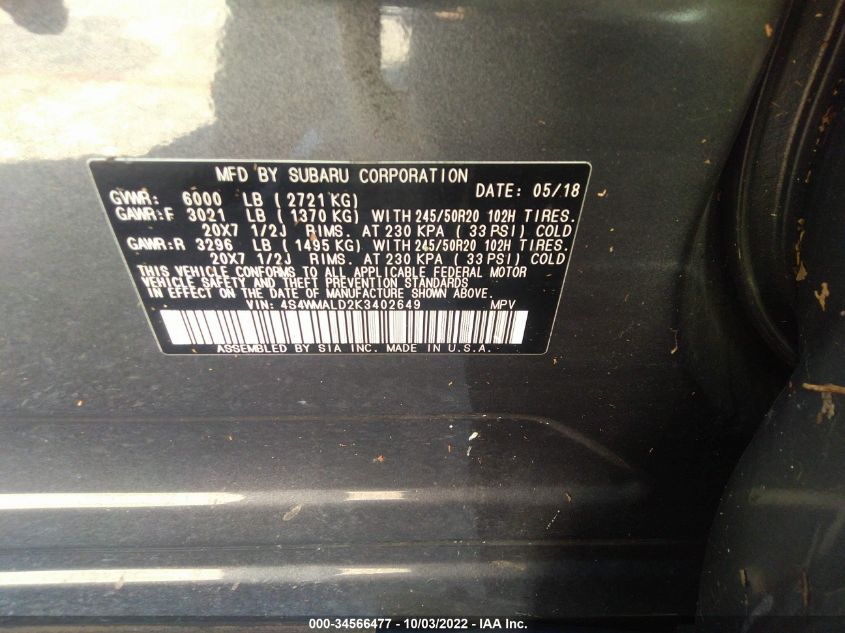 MFD BY SUBARU CORPORATION
DATE: 05/18
GVWR: 6000 LB ( 2721 KG)
GAWR:F 3021 LB ( 1370 KG) WITH 245/50R20 102H TIRES.
20X7 1/2J RIMS. AT 230 KPA ( 33 PSI) COLD
GAWR:R 3296 LB ( 1495 KG) WITH 245/50R20 102H TIRES.
20X7 1/2J RIMS. AT 230 KPA ( 33 PSI) COLD
THIS VEHICLE CONFORMS TO ALL APPLICABLE FEDERAL MOTOR
VEHICLE SAFETY AND THEFT PREVENTION STANDARDS
IN EFFECT ON THE DATE OF MANUFACTURE SHOWN ABOVE.
VIN: 4S4WMALD2K3402649 MPV
ASSEMBLED BY SIA INC. MADE IN U.S.A.
000-34566477 - 10/03/2022 - IAA Inc.